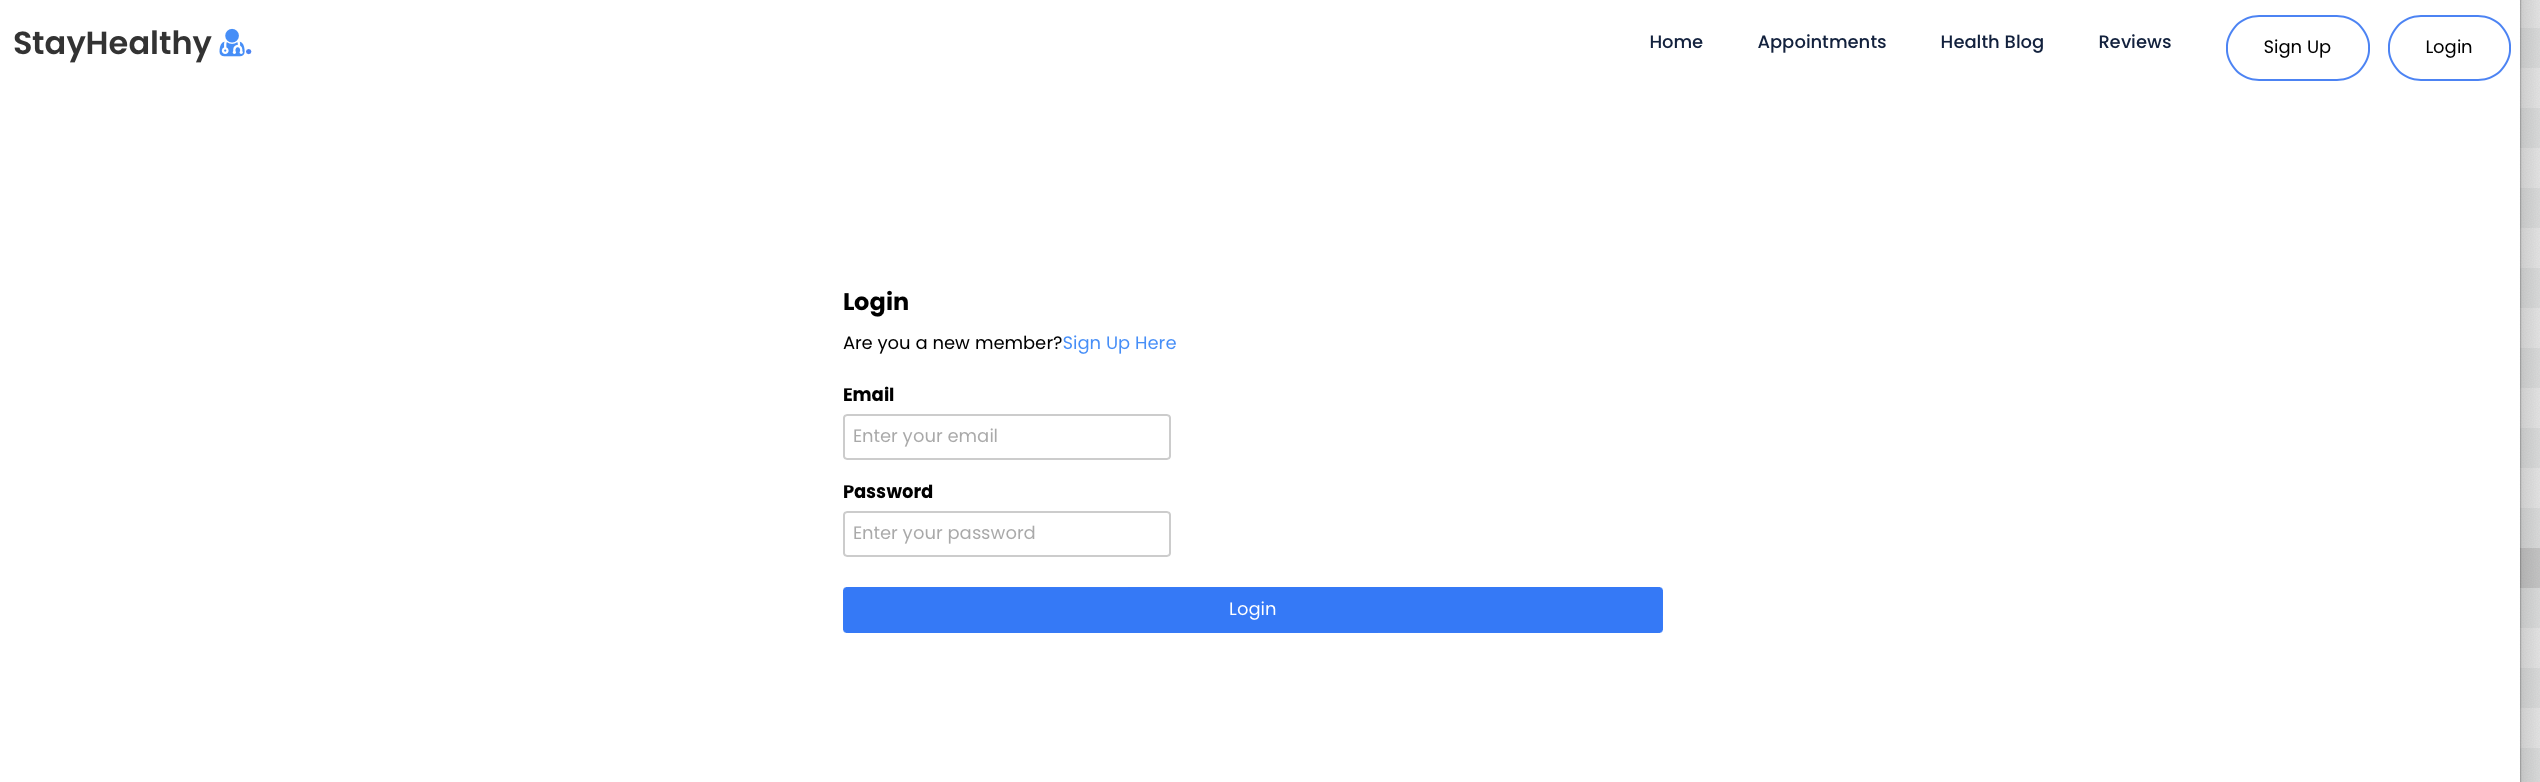 StayHealthy
Home Appointments Health Blog Reviews Sign Up Login
Login
Are you a new member?Sign Up Here
Email
Enter your email
Password
Enter your password
Login